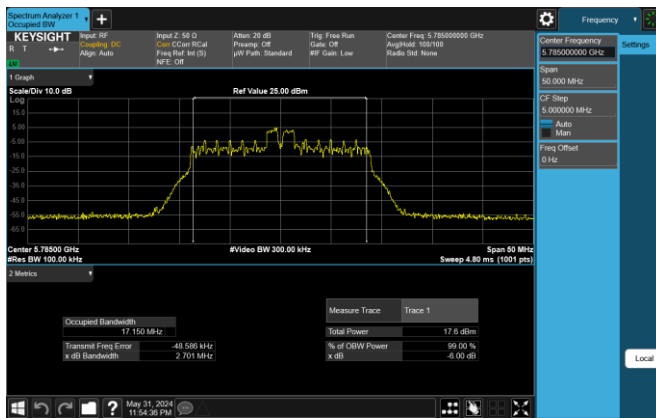 Spectrum Analyzer 1
Occupied BW
+
Frequency
KEYSIGHT
R T
LXI
Input: RF
Coupling: DC
Align: Auto
Input Z: 50 Ω
Corr CCorr RCal
Freq Ref: Int (S)
NFE: Off
Atten: 20 dB
Preamp: Off
µW Path: Standard
Trig: Free Run
Gate: Off
#IF Gain: Low
Center Freq: 5.785000000 GHz
Avg|Hold: 100/100
Radio Std: None
Center Frequency
5.785000000 GHz
Settings
Span
50.000 MHz
CF Step
5.000000 MHz
Auto
Man
Freq Offset
0 Hz
1 Graph
Scale/Div 10.0 dB
Ref Value 25.00 dBm
Log
15.0
5.00
-5.00
-15.0
-25.0
-35.0
-45.0
-55.0
-65.0
Center 5.78500 GHz
#Video BW 300.00 kHz
Span 50 MHz
#Res BW 100.00 kHz
Sweep 4.80 ms (1001 pts)
2 Metrics
Occupied Bandwidth
17.150 MHz
Transmit Freq Error -48.586 kHz
x dB Bandwidth 2.701 MHz
Measure Trace Trace 1
Total Power 17.6 dBm
% of OBW Power 99.00 %
x dB -6.00 dB
Local
?
May 31, 2024
11:54:36 PM